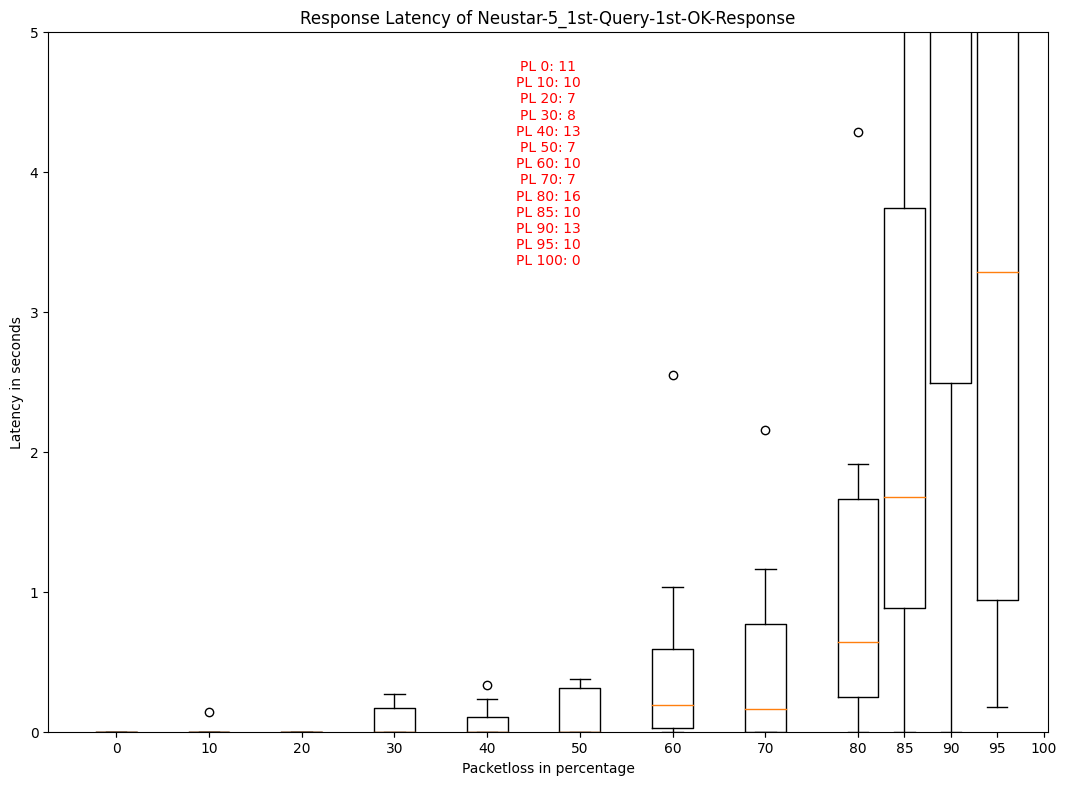 Response Latency of Neustar-5_1st-Query-1st-OK-Response
5
PL 0: 11
PL 10: 10
PL 20: 7
PL 30: 8
PL 40: 13
PL 50: 7
PL 60: 10
PL 70: 7
PL 80: 16
PL 85: 10
PL 90: 13
PL 95: 10
PL 100: 0
4
3
2
1
0
Latency in seconds
0 10 20 30 40 50 60 70 80 85 90 95 100
Packetloss in percentage